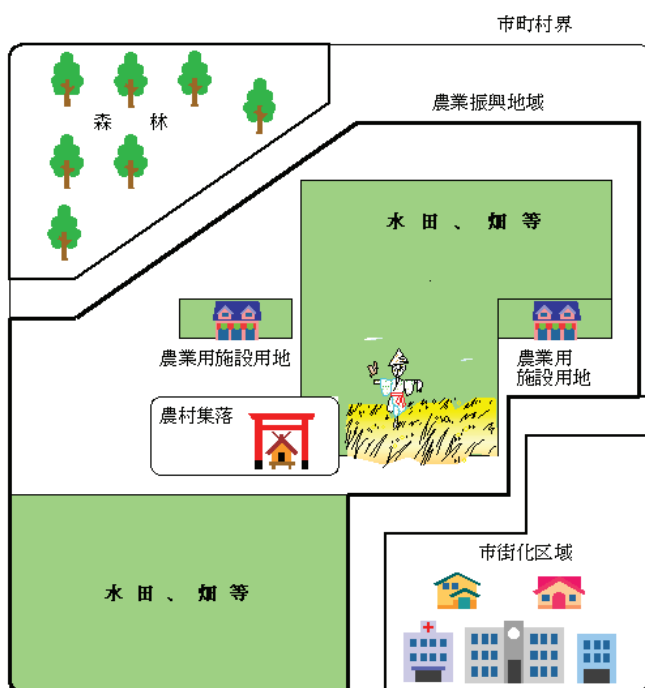 市町村界
農業振興地域
森　林
水 田 、 畑 等
農業用施設用地
農業用
施設用地
農村集落
市街化区域
水 田 、 畑 等